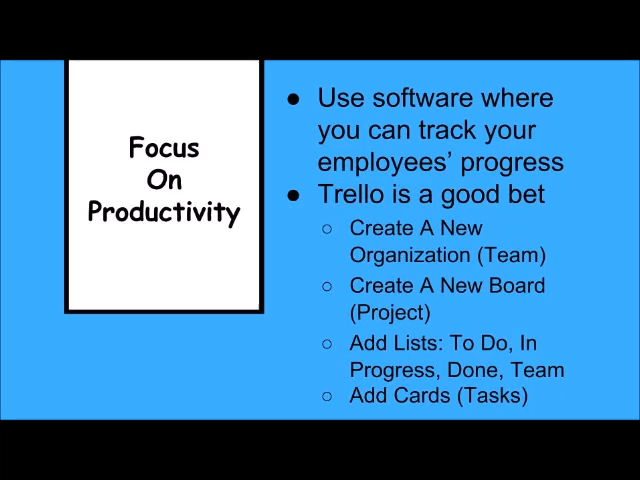 Focus
On
Productivity
● Use software where
you can track your
employees’ progress
● Trello is a good bet
○ Create A New
Organization (Team)
○ Create A New Board
(Project)
○ Add Lists: To Do, In
Progress, Done, Team
○ Add Cards (Tasks)